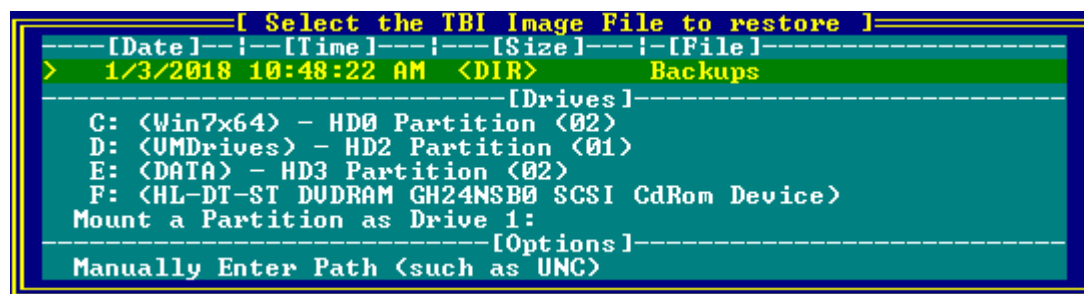 [ Select the TBI Image File to restore ]
----[Date]--¦--[Time]---¦---[Size]---¦-[File]--------------------
> 1/3/2018 10:48:22 AM <DIR> Backups
------------------------------[Drives]----------------------------
C: (Win7x64) - HD0 Partition (02)
D: (VMDrives) - HD2 Partition (01)
E: (DATA) - HD3 Partition (02)
F: (HL-DT-ST DVDRAM GH24NSB0 SCSI CdRom Device)
Mount a Partition as Drive 1:
-----------------------------[Options]----------------------------
Manually Enter Path (such as UNC)